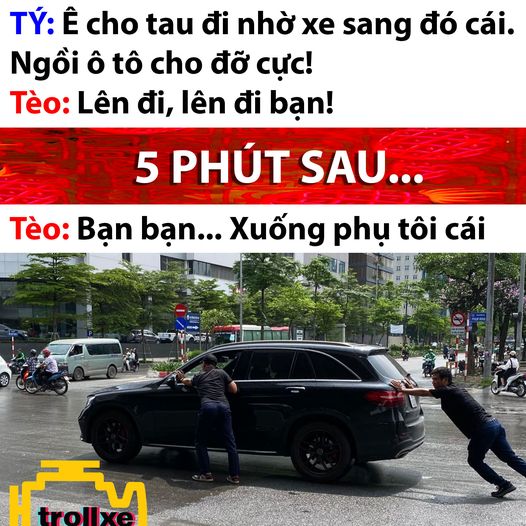 TÝ: Ê cho tau đi nhờ xe sang đó cái.
Ngồi ô tô cho đỡ cực!
Tèo: Lên đi, lên đi bạn!
5 PHÚT SAU...
Tèo: Bạn bạn... Xuống phụ tôi cái
trollxe